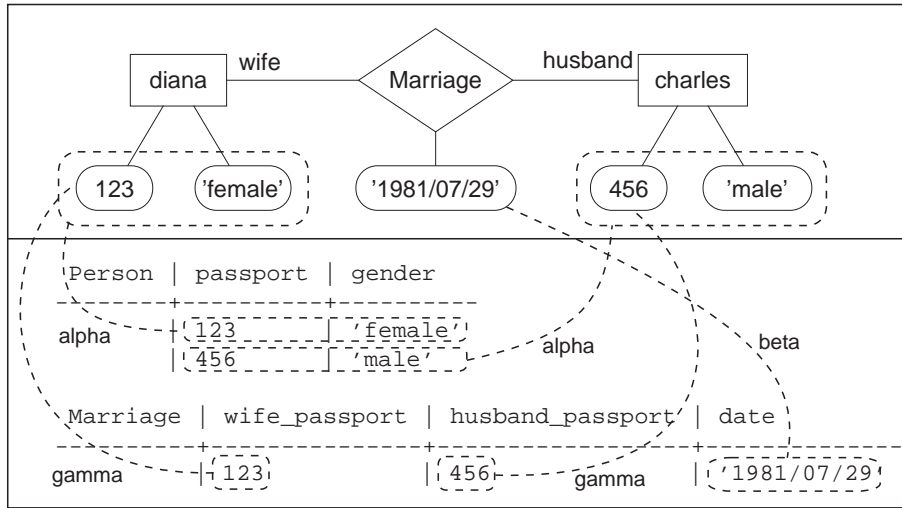 wife husband
diana Marriage charles
123 'female' '1981/07/29' 456 'male'
Person | passport | gender
---------+------------+-----------
alpha | 123 | 'female'
| 456 | 'male' alpha beta
Marriage | wife_passport | husband_passport | date
gamma | 123 | 456 gamma | '1981/07/29'